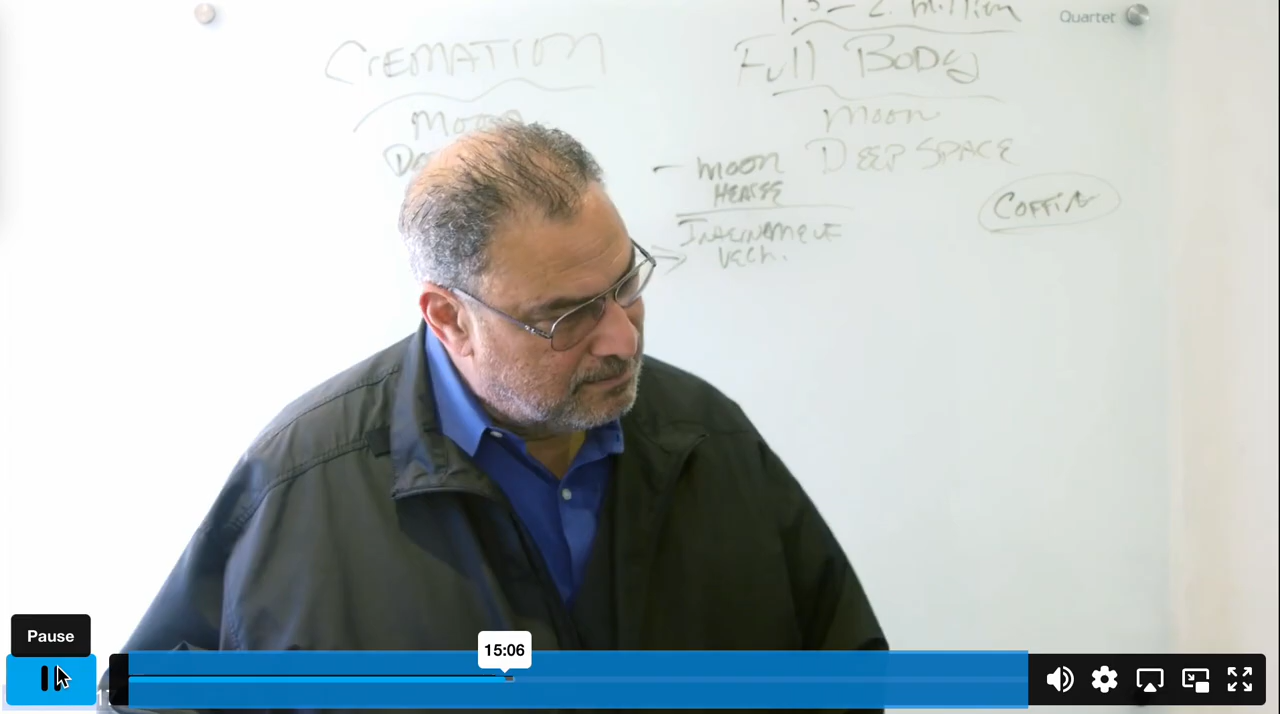 1.5 – 2. Million
Quartet
CREMATION
Full Body
Moon
Moon
DEEP SPACE
- Moon
HEARSE
COFFIN
Vech.
Pause
15:06